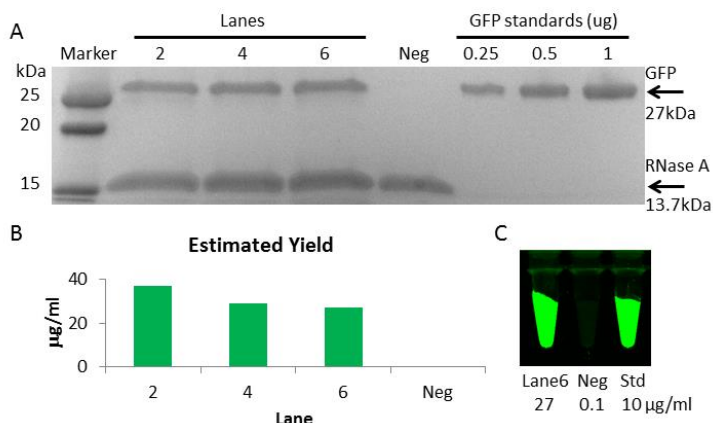 A
Lanes
GFP standards (ug)
Marker 2 4 6 Neg 0.25 0.5 1
kDa
GFP
25
27kDa
20
RNase A
15
13.7kDa
B
C
Estimated Yield
40
20
0
µg/ml
2 4 6 Neg
Lane
Lane6 Neg Std
27 0.1 10 µg/ml